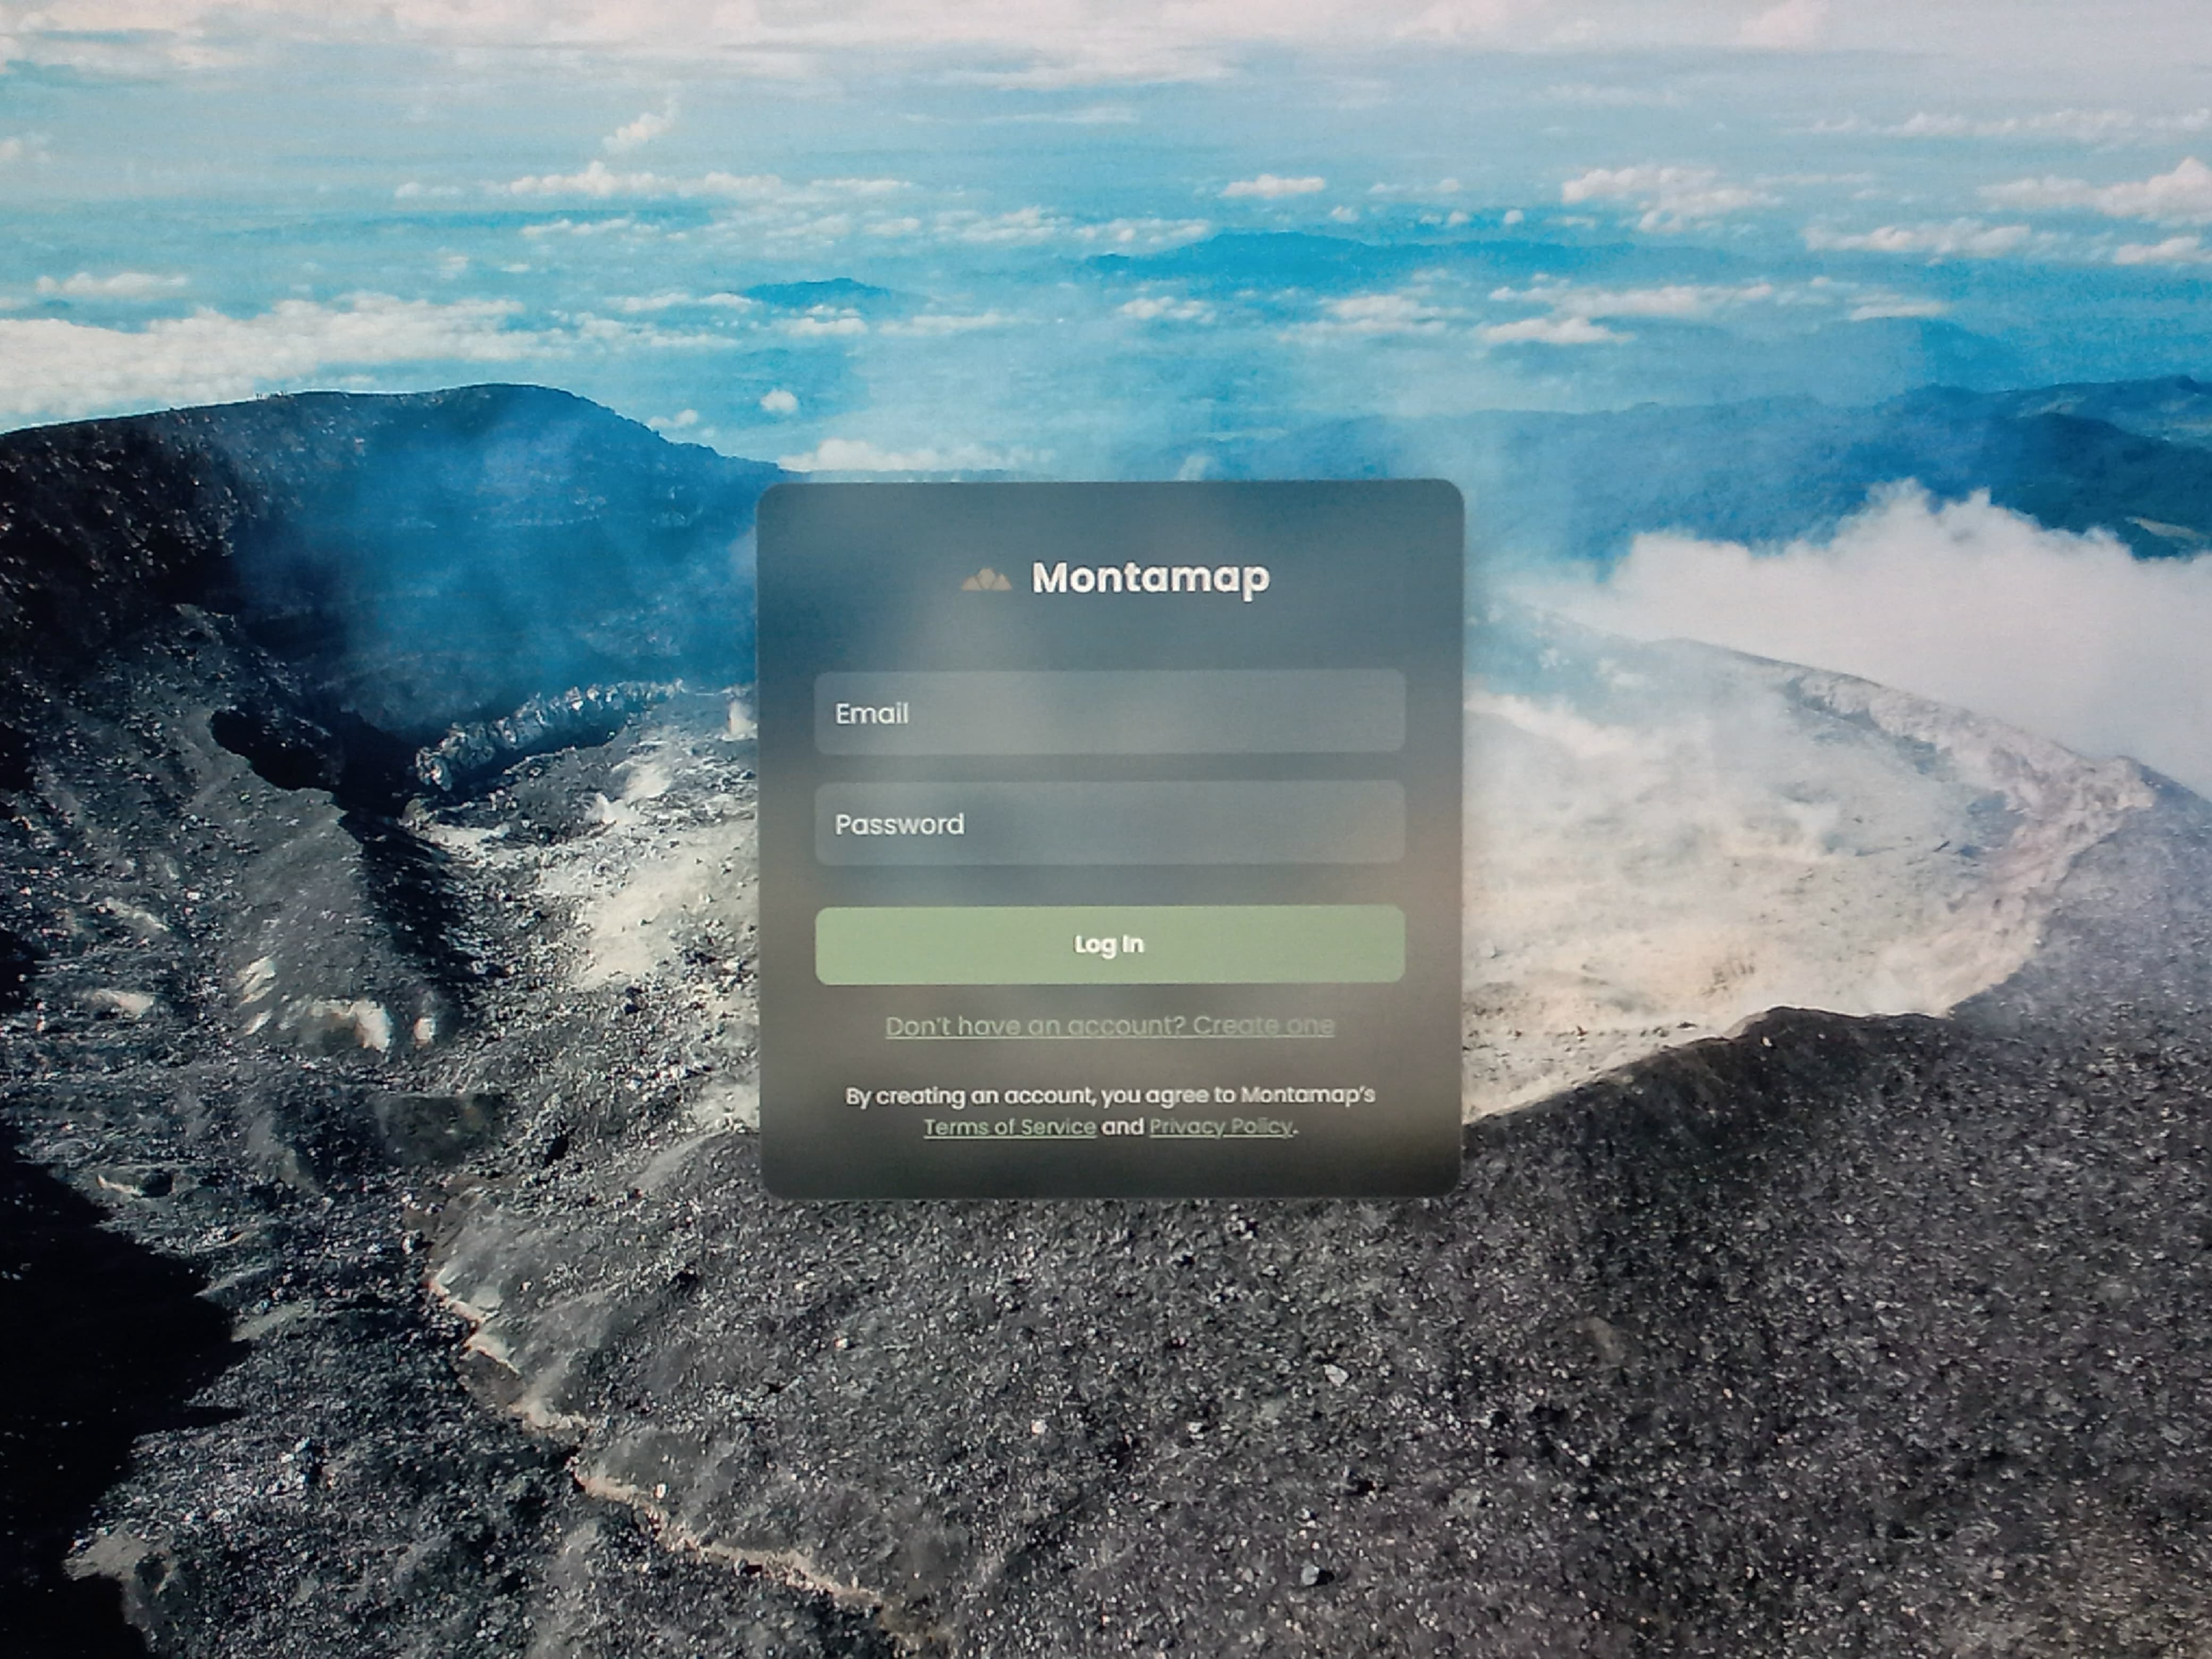 Montamap
Email
Password
Log In
Don't have an account? Create one
By creating an account, you agree to Montamap's
Terms of Service and Privacy Policy.